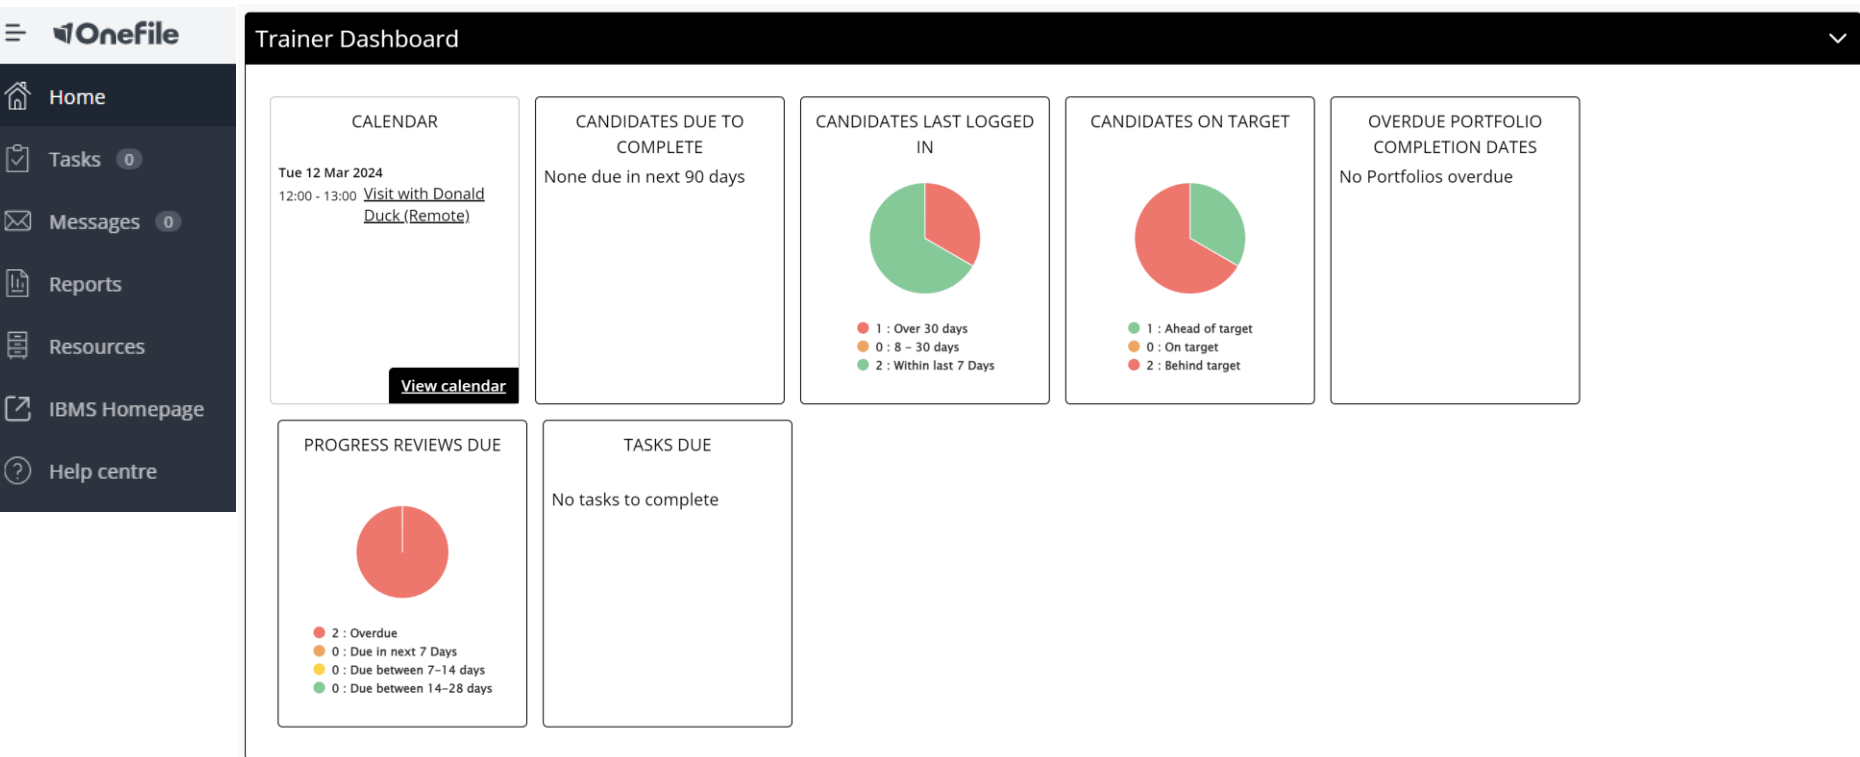 Onefile
Home
Tasks 0
Messages 0
Reports
Resources
IBMS Homepage
Help centre
Trainer Dashboard
CALENDAR
Tue 12 Mar 2024
12:00 - 13:00 Visit with Donald
Duck (Remote)
View calendar
CANDIDATES DUE TO
COMPLETE
None due in next 90 days
CANDIDATES LAST LOGGED
IN
1 : Over 30 days
0 : 8 – 30 days
2 : Within last 7 Days
CANDIDATES ON TARGET
1 : Ahead of target
0 : On target
2 : Behind target
OVERDUE PORTFOLIO
COMPLETION DATES
No Portfolios overdue
PROGRESS REVIEWS DUE
2 : Overdue
0 : Due in next 7 Days
0 : Due between 7–14 days
0 : Due between 14–28 days
TASKS DUE
No tasks to complete